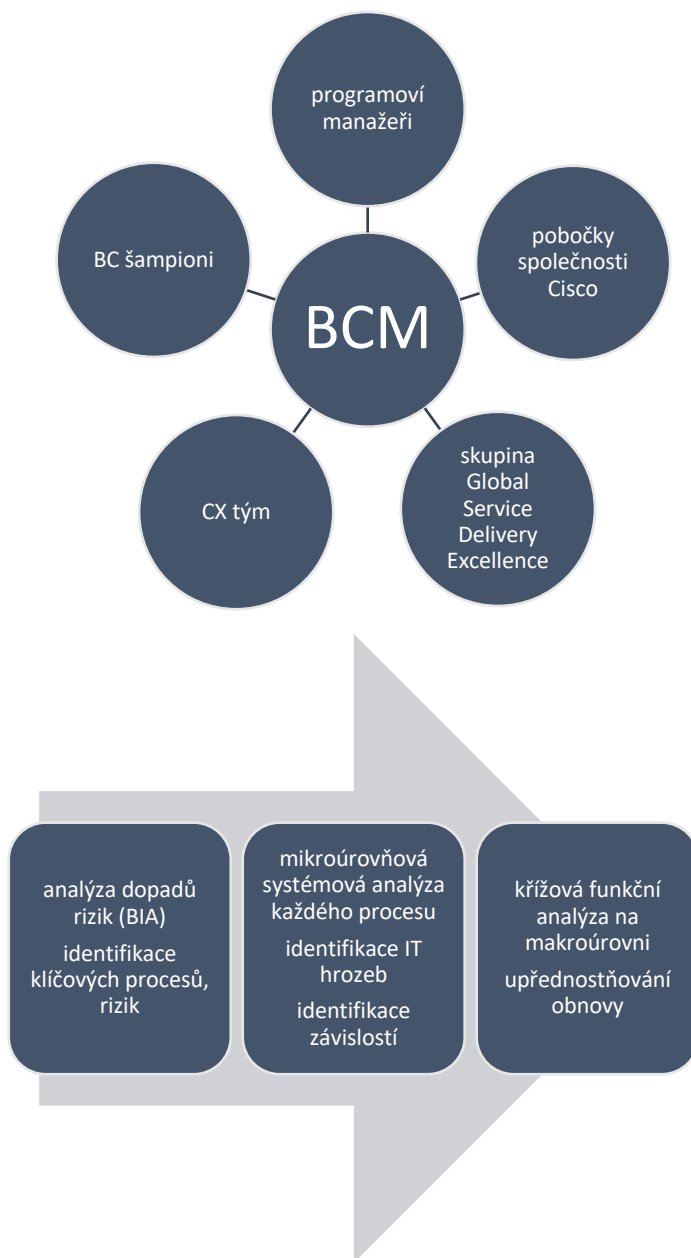 programoví
manažeři
BC šampioni
pobočky
společnosti
Cisco
BCM
CX tým
skupina
Global
Service
Delivery
Excellence
analýza dopadů
rizik (BIA)
identifikace
klíčových procesů,
rizik
mikroúrovňová
systémová analýza
každého procesu
identifikace IT
hrozeb
identifikace
závislostí
křížová funkční
analýza na
makroúrovni
upřednostňování
obnovy